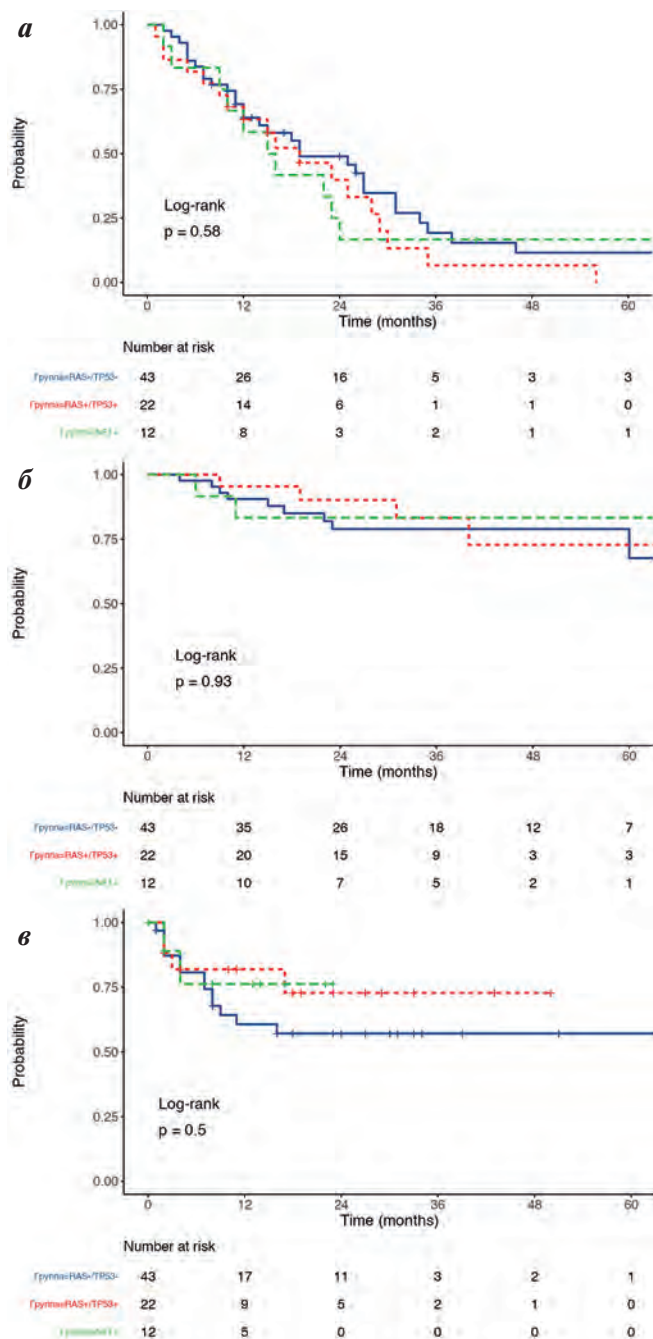 а
1.00
0.75
0.50
0.25
0.00
Probability
Log-rank
p = 0.58
0 12 24 36 48 60
Time (months)
Number at risk
Группа=RAS+/TP53- 43 26 16 5 3 3
Группа=RAS+/TP53+ 22 14 6 1 1 0
12 8 3 2 1 1
б
1.00
0.75
0.50
0.25
0.00
Probability
Log-rank
p = 0.93
0 12 24 36 48 60
Time (months)
Number at risk
Группа=RAS+/TP53- 43 35 26 18 12 7
Группа=RAS+/TP53+ 22 20 15 9 3 3
12 10 7 5 2 1
в
1.00
0.75
0.50
0.25
0.00
Probability
Log-rank
p = 0.5
0 12 24 36 48 60
Time (months)
Number at risk
Группа=RAS+/TP53- 43 17 11 3 2 1
Группа=RAS+/TP53+ 22 9 5 2 1 0
12 5 0 0 0 0